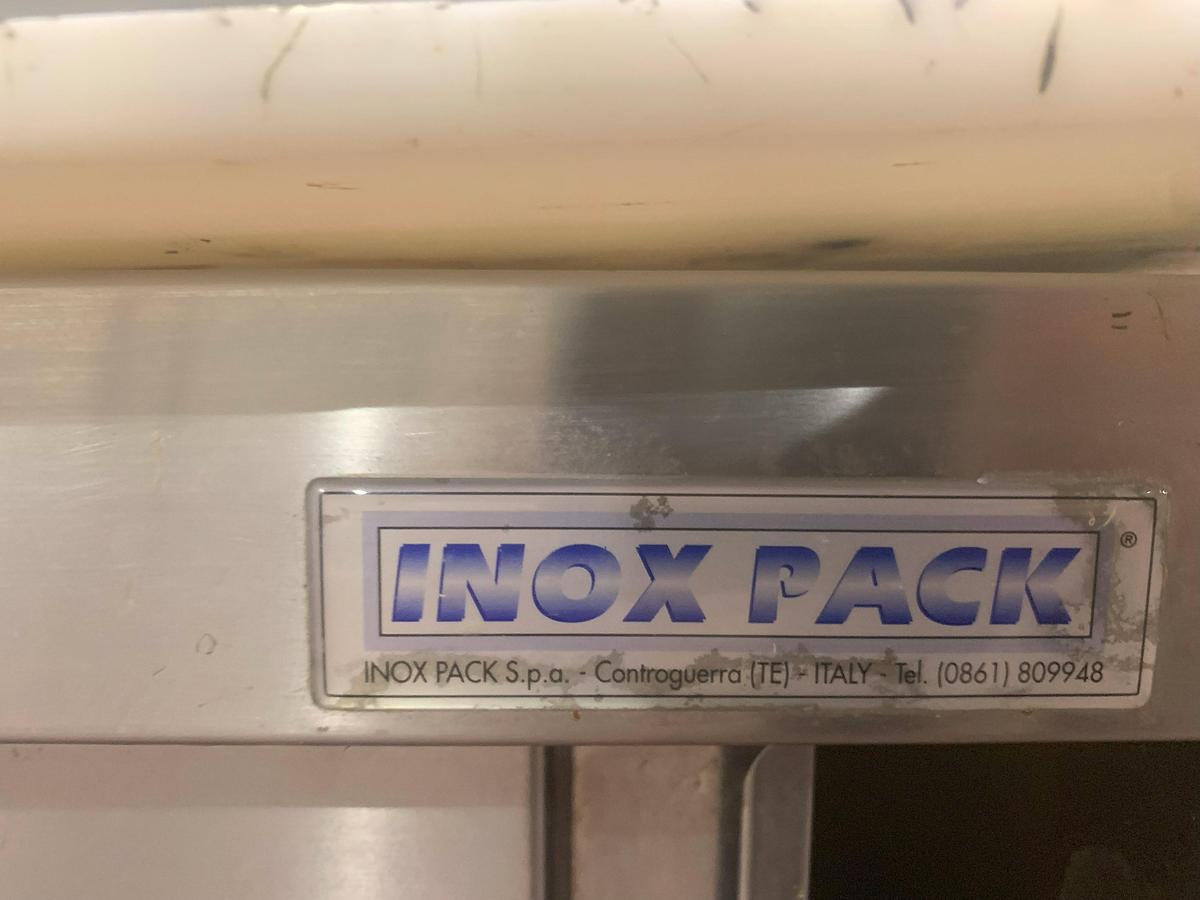 INOX PACK ®
INOX PACK S.p.a. - Controguerra (TE) - ITALY - Tel. (0861) 809948